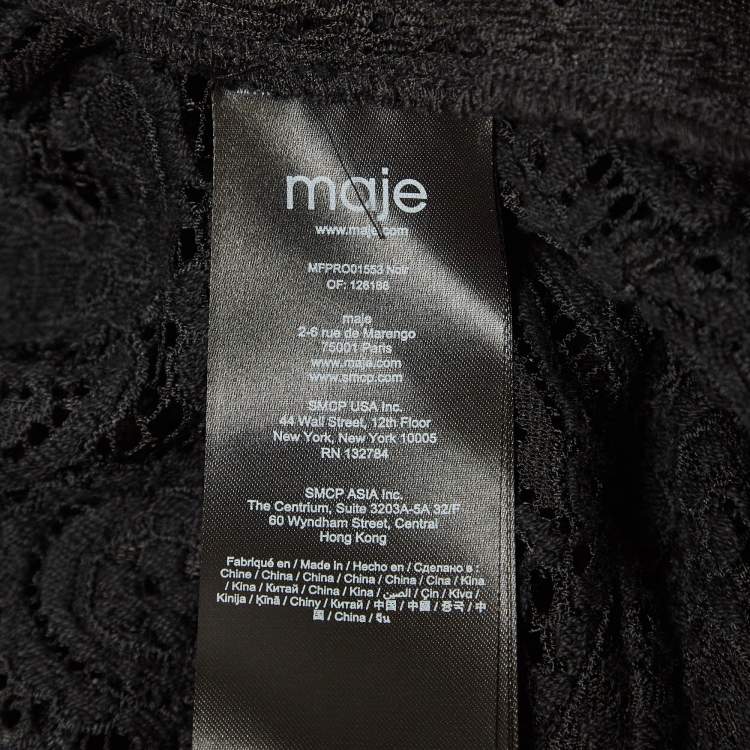 maje
www.maje.com
MFPRO01553 Noir
OF: 126166
maje
2-6 rue de Marengo
75001 Paris
www.maje.com
www.smcp.com
SMCP USA Inc.
44 Wall Street, 12th Floor
New York, New York 10005
RN 132784
SMCP ASIA Inc.
The Centrium, Suite 3203A-5A 32/F
60 Wyndham Street, Central
Hong Kong
Fabriqué en / Made in / Hecho en / Сделано в :
Chine / China / China / China / China / Cina / Kina
/ Kina / Китай / China / Kina / الصين / Çin / Κίνα /
Kinija / Ķīnā / Chiny / Китай / 中国 / 中國 / 중국 / 中
国 / China / จีน